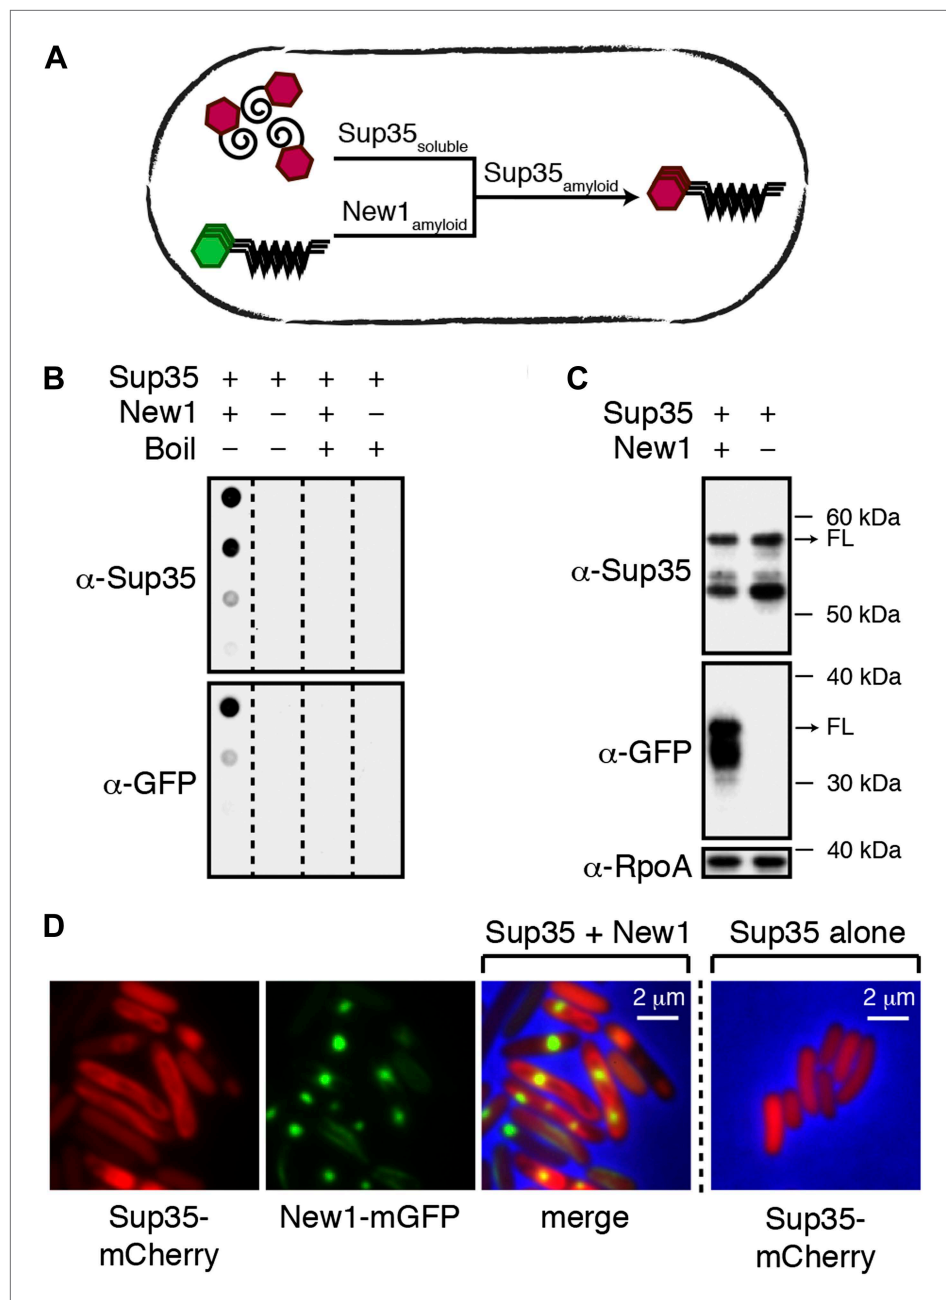 A
Sup35soluble
New1amyloid
Sup35amyloid
B
Sup35 + + + +
New1 + − + −
Boil − − + +
α-Sup35
α-GFP
C
Sup35 + +
New1 + −
α-Sup35
60 kDa
FL
50 kDa
α-GFP
40 kDa
FL
30 kDa
α-RpoA
40 kDa
D
Sup35 + New1
Sup35 alone
2 μm
2 μm
Sup35-
mCherry
New1-mGFP
merge
Sup35-
mCherry